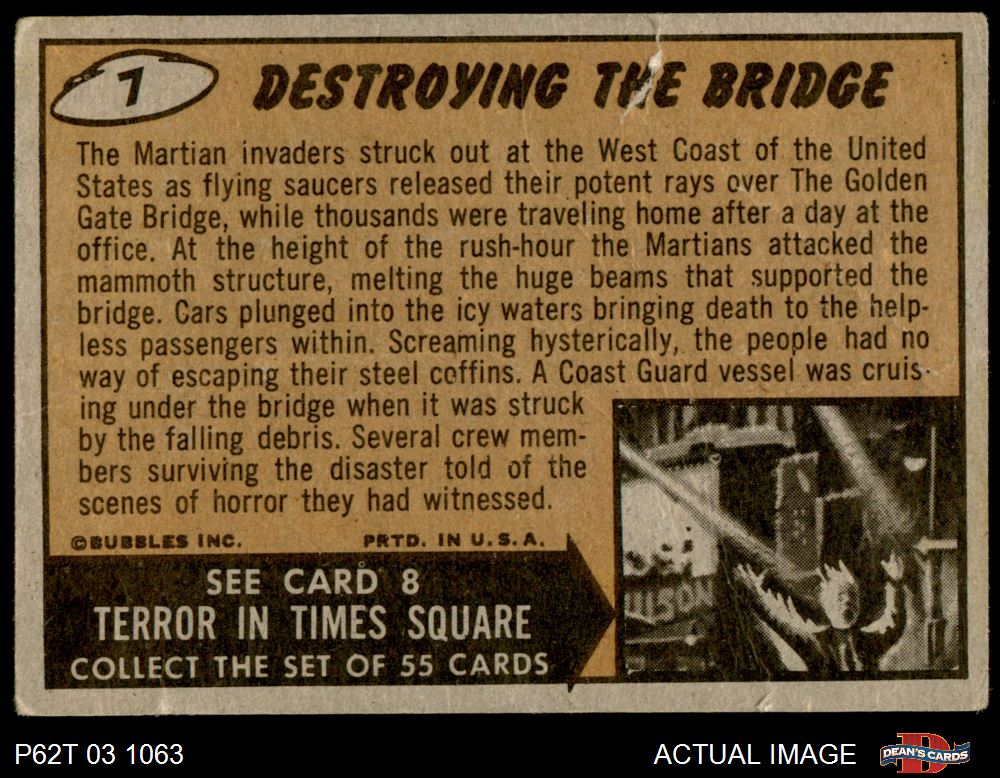 7
DESTROYING THE BRIDGE
The Martian invaders struck out at the West Coast of the United
States as flying saucers released their potent rays over The Golden
Gate Bridge, while thousands were traveling home after a day at the
office. At the height of the rush-hour the Martians attacked the
mammoth structure, melting the huge beams that supported the
bridge. Cars plunged into the icy waters bringing death to the help-
less passengers within. Screaming hysterically, the people had no
way of escaping their steel coffins. A Coast Guard vessel was cruis-
ing under the bridge when it was struck
by the falling debris. Several crew mem-
bers surviving the disaster told of the
scenes of horror they had witnessed.
©BUBBLES INC. PRTD. IN U.S.A.
SEE CARD 8
TERROR IN TIMES SQUARE
COLLECT THE SET OF 55 CARDS
P62T 03 1063
ACTUAL IMAGE
DEAN'S CARDS